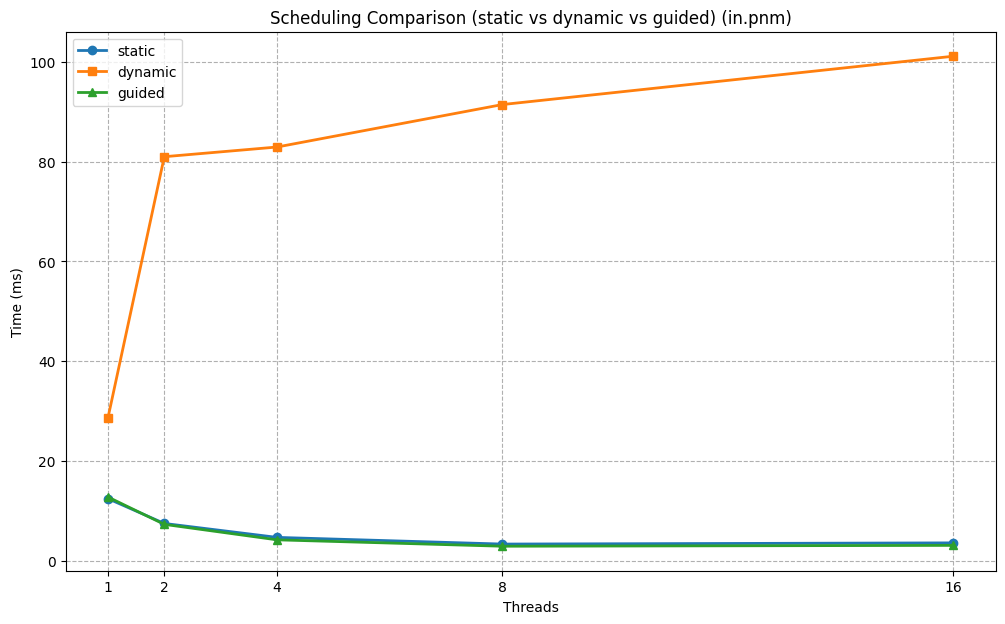 Scheduling Comparison (static vs dynamic vs guided) (in.pnm)
static
dynamic
guided
Time (ms)
100
80
60
40
20
0
1 2 4 8 16
Threads